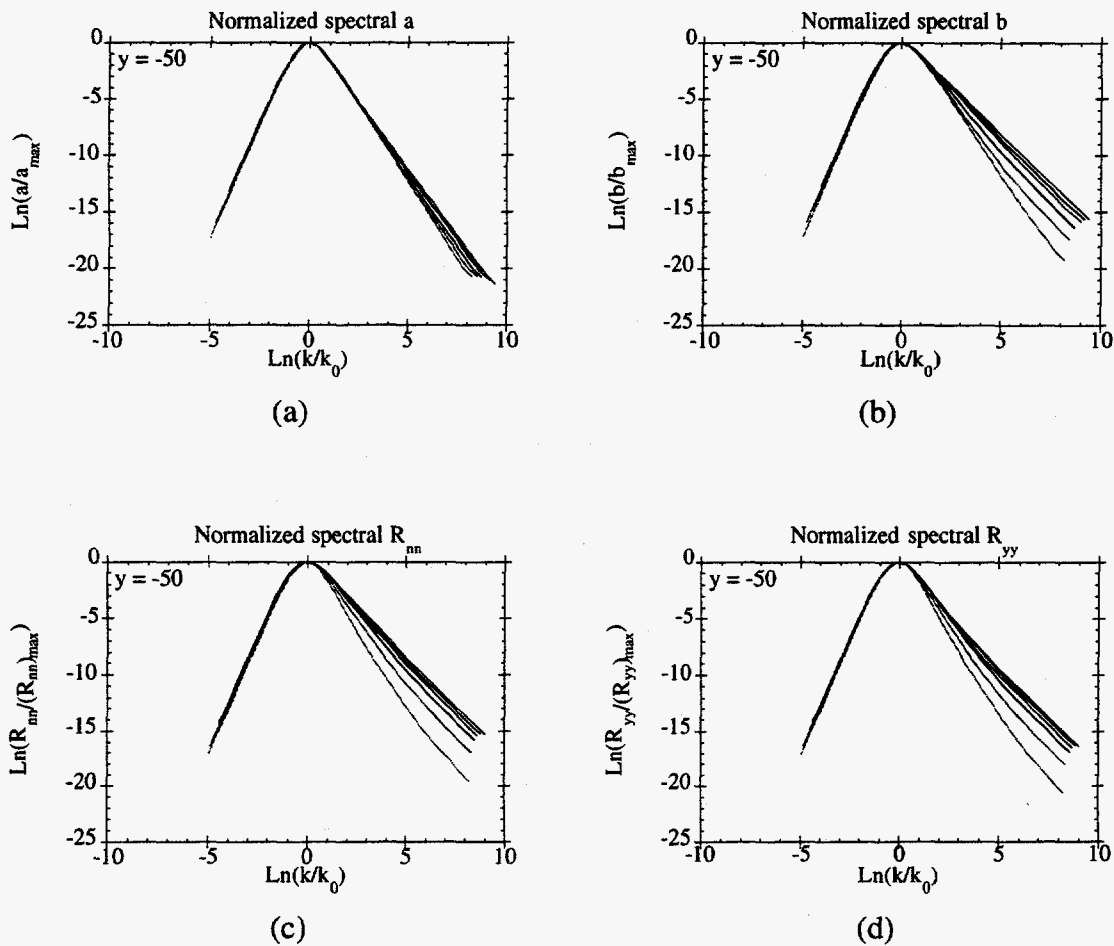 Normalized spectral a
y = -50
0
-5
-10
-15
-20
-25
-10 -5 0 5 10
Ln(a/a_max)
Ln(k/k_0)
(a)
Normalized spectral b
y = -50
0
-5
-10
-15
-20
-25
-10 -5 0 5 10
Ln(b/b_max)
Ln(k/k_0)
(b)
Normalized spectral R_nn
y = -50
0
-5
-10
-15
-20
-25
-10 -5 0 5 10
Ln(R_nn/(R_nn)_max)
Ln(k/k_0)
(c)
Normalized spectral R_yy
y = -50
0
-5
-10
-15
-20
-25
-10 -5 0 5 10
Ln(R_yy/(R_yy)_max)
Ln(k/k_0)
(d)